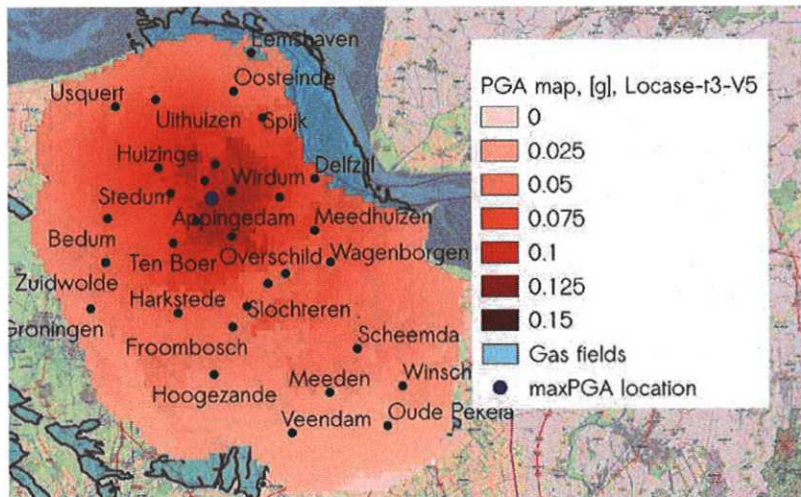 Eemshaven
Oosteinde
Usquert
Uithuizen
Spijk
Huizinge
Delfzijl
Wirdum
Stedum
Appingedam
Meedhuizen
Bedum
Ten Boer
Overschild
Wagenborgen
Zuidwolde
Harkstede
Slochteren
Groningen
Froombosch
Scheemda
Hoogezande
Meeden
Winsch
Veendam
Oude Pekela
PGA map, [g], Locase-r3-V5
0
0.025
0.05
0.075
0.1
0.125
0.15
Gas fields
maxPGA location